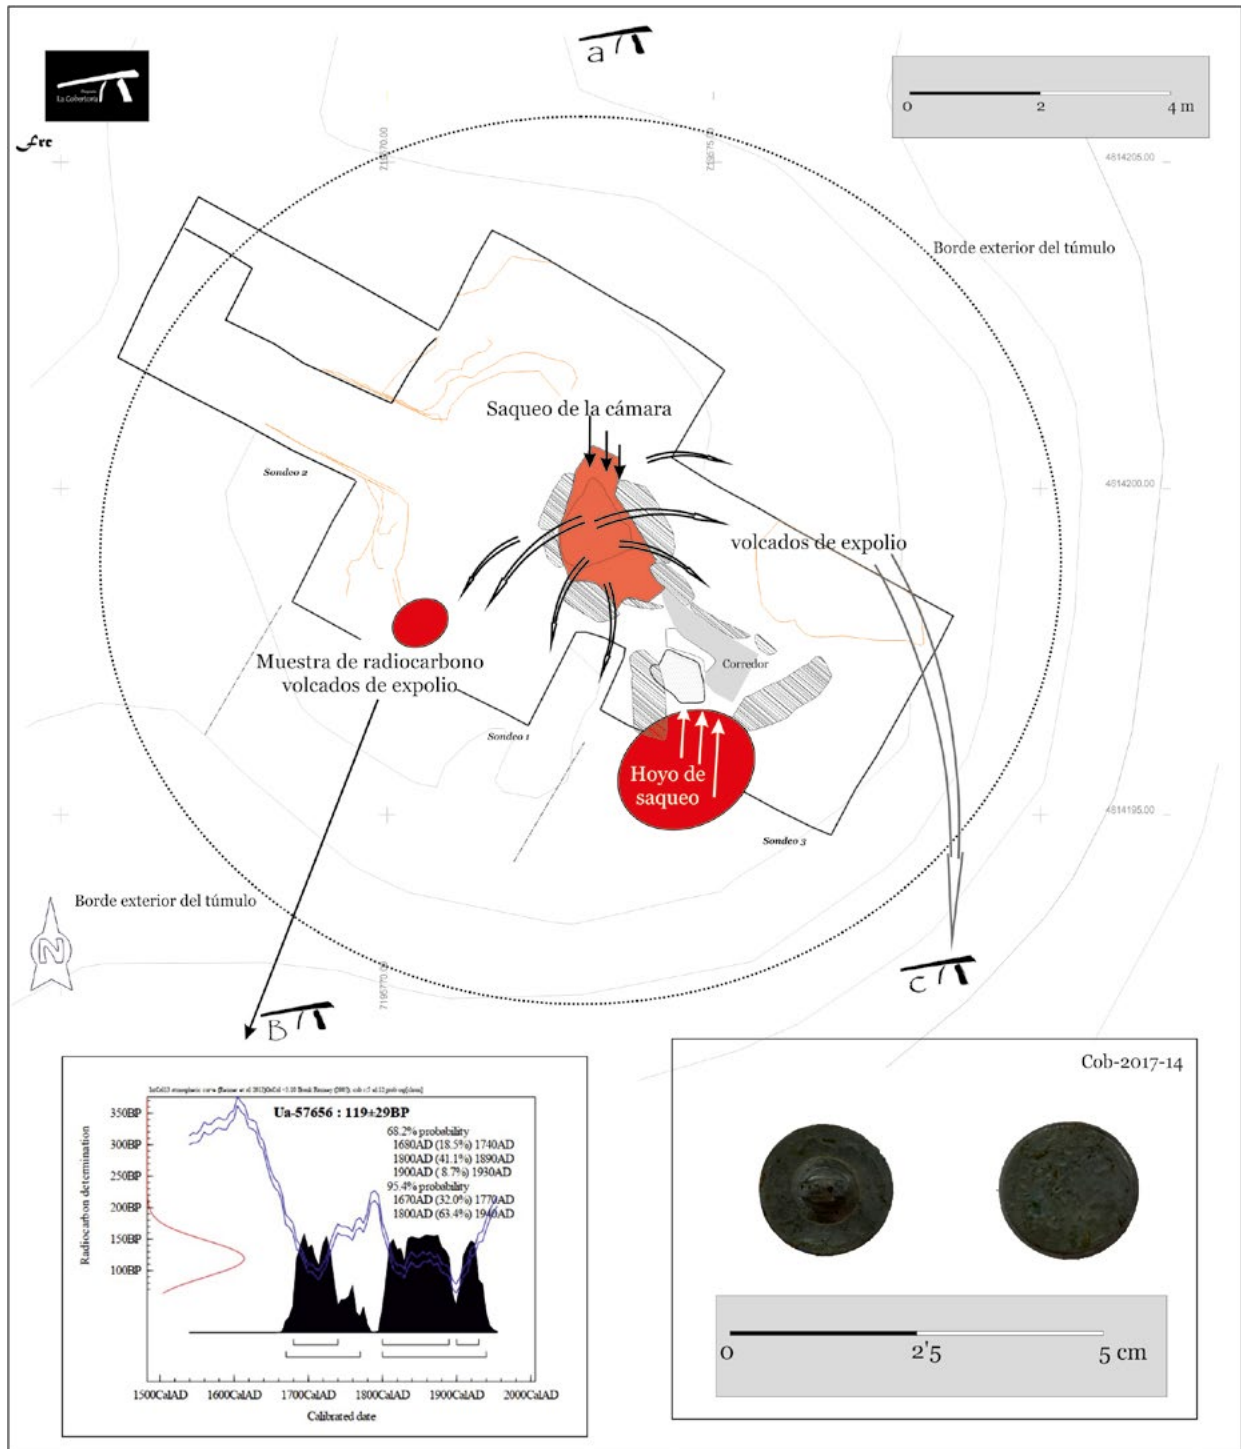 a
La Cobertoria
0 2 4 m
4814205.00
Borde exterior del túmulo
Saqueo de la cámara
Sondeo 2
4814200.00
volcados de expolio
Muestra de radiocarbono
volcados de expolio
Corredor
Sondeo 1
Hoyo de
saqueo
Sondeo 3
4814195.00
Borde exterior del túmulo
N
7195770.00
B
C
Ua-57656 : 119±29BP
68.2% probability
1680AD (18.5%) 1740AD
1800AD (41.1%) 1890AD
1900AD ( 8.7%) 1930AD
95.4% probability
1670AD (32.0%) 1770AD
1800AD (63.4%) 1940AD
Radiocarbon determination
350BP
300BP
250BP
200BP
150BP
100BP
1500CalAD 1600CalAD 1700CalAD 1800CalAD 1900CalAD 2000CalAD
Calibrated date
Cob-2017-14
0 2'5 5 cm